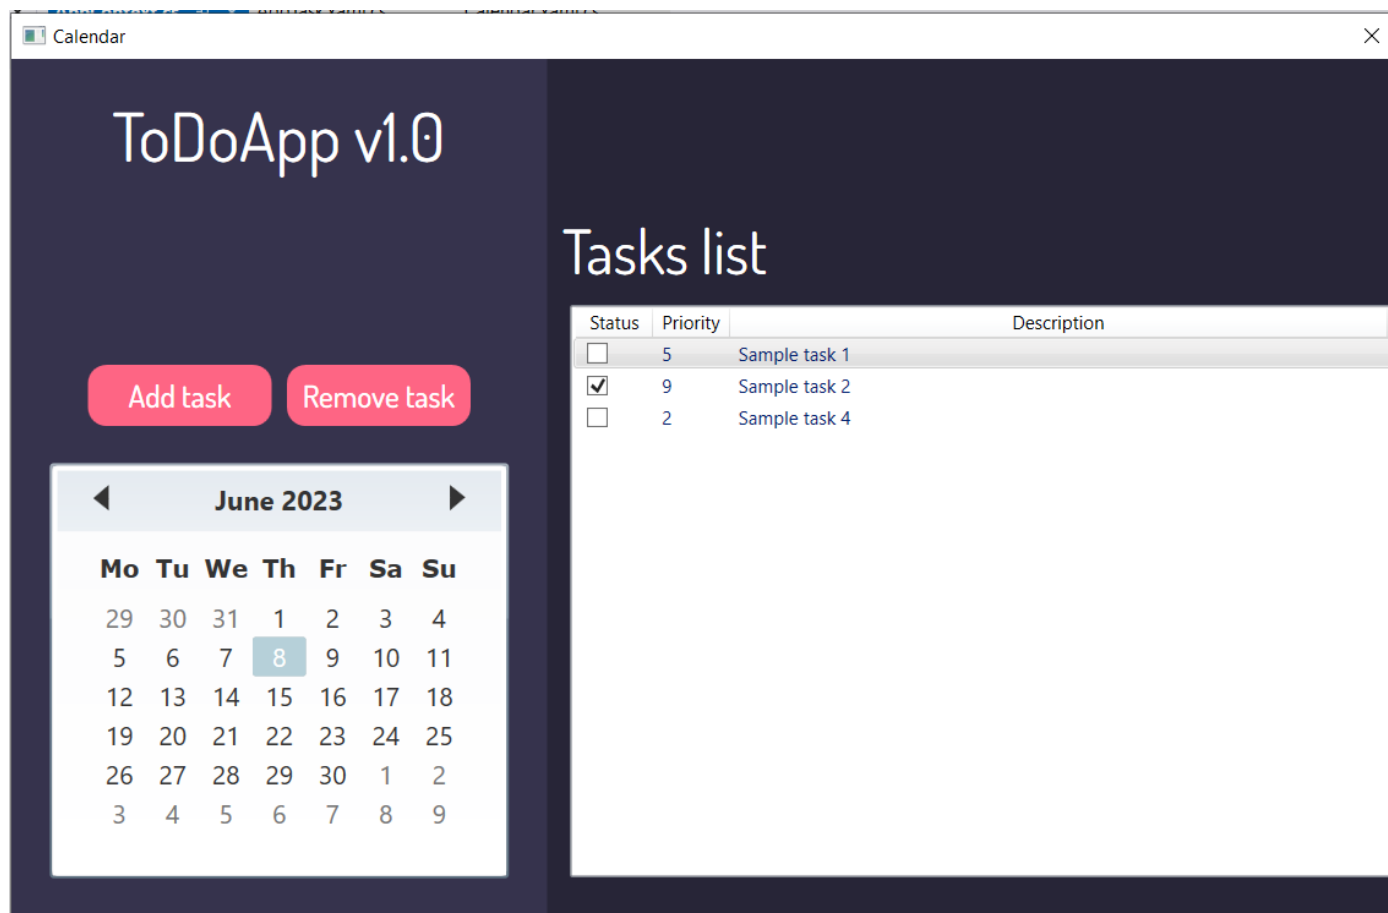 Calendar
ToDoApp v1.0
Add task Remove task
June 2023
Mo Tu We Th Fr Sa Su
29 30 31 1 2 3 4
5 6 7 8 9 10 11
12 13 14 15 16 17 18
19 20 21 22 23 24 25
26 27 28 29 30 1 2
3 4 5 6 7 8 9
Tasks list
Status Priority Description
5 Sample task 1
9 Sample task 2
2 Sample task 4